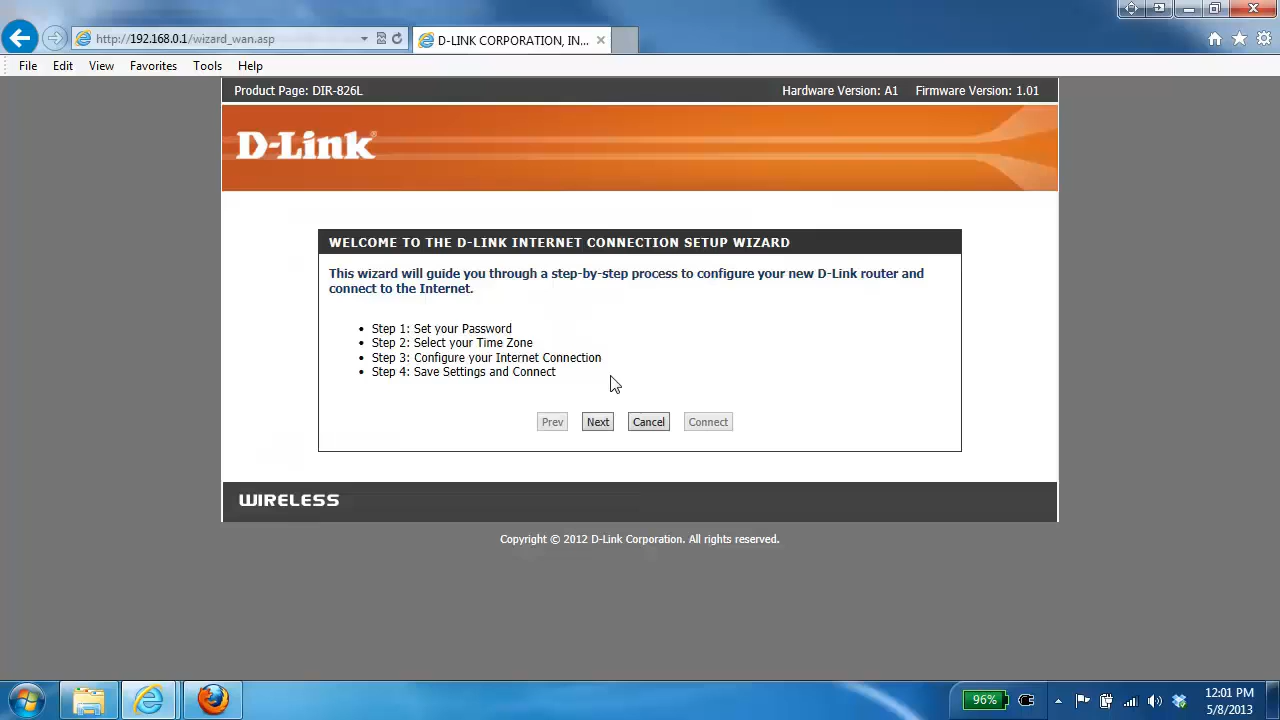 http://192.168.0.1/wizard_wan.asp
D-LINK CORPORATION, IN...
File Edit View Favorites Tools Help
Product Page: DIR-826L
Hardware Version: A1 Firmware Version: 1.01
D-Link®
WELCOME TO THE D-LINK INTERNET CONNECTION SETUP WIZARD
This wizard will guide you through a step-by-step process to configure your new D-Link router and
connect to the Internet.
• Step 1: Set your Password
• Step 2: Select your Time Zone
• Step 3: Configure your Internet Connection
• Step 4: Save Settings and Connect
Prev Next Cancel Connect
WIRELESS
Copyright © 2012 D-Link Corporation. All rights reserved.
96%
12:01 PM
5/8/2013